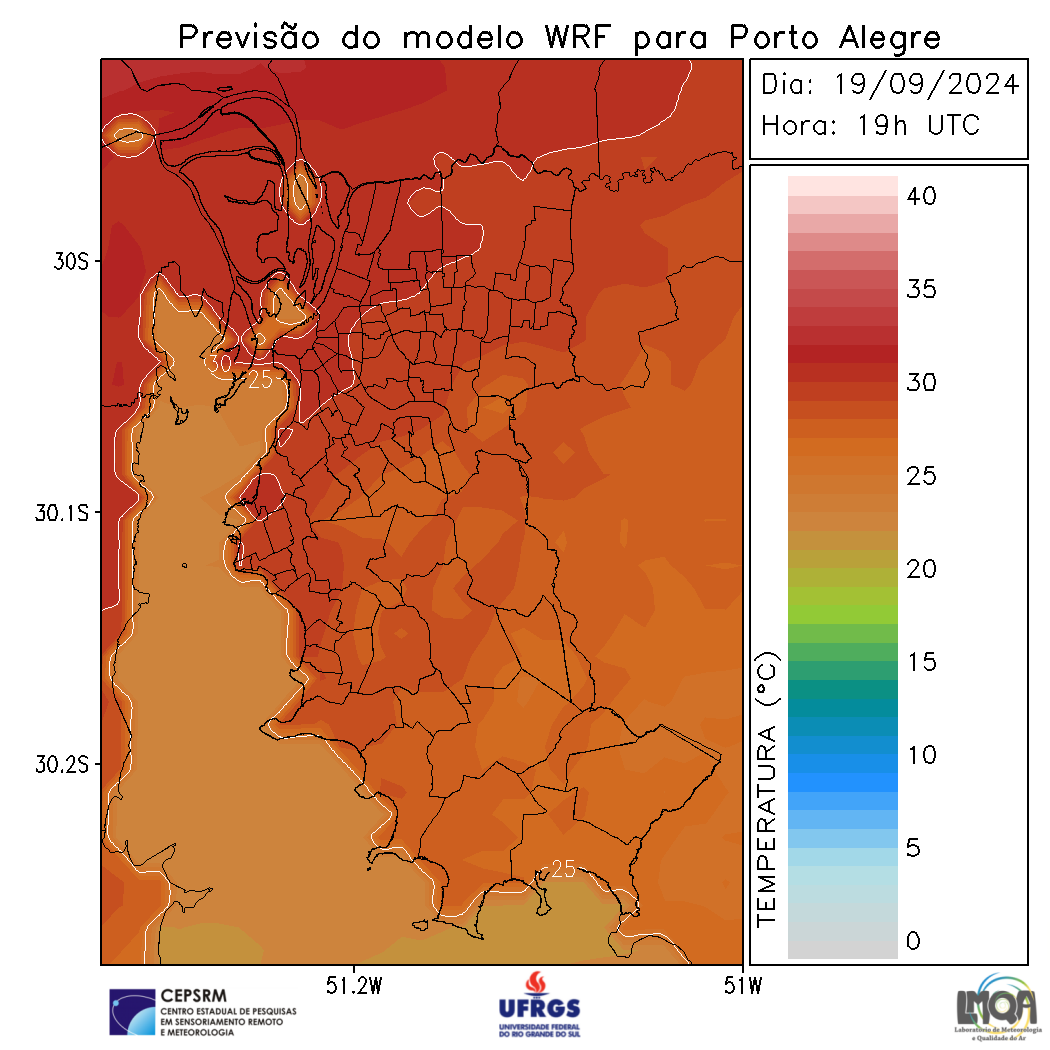 Previsão do modelo WRF para Porto Alegre
Dia: 19/09/2024
Hora: 19h UTC
40
35
30
25
20
15
10
5
0
TEMPERATURA (°C)
30S
30.1S
30.2S
51.2W
51W
30
25
25
CEPSRM
CENTRO ESTADUAL DE PESQUISAS
EM SENSORIAMENTO REMOTO
E METEOROLOGIA
UFRGS
UNIVERSIDADE FEDERAL
DO RIO GRANDE DO SUL
LMQA
Laboratório de Meteorologia
e Qualidade do Ar